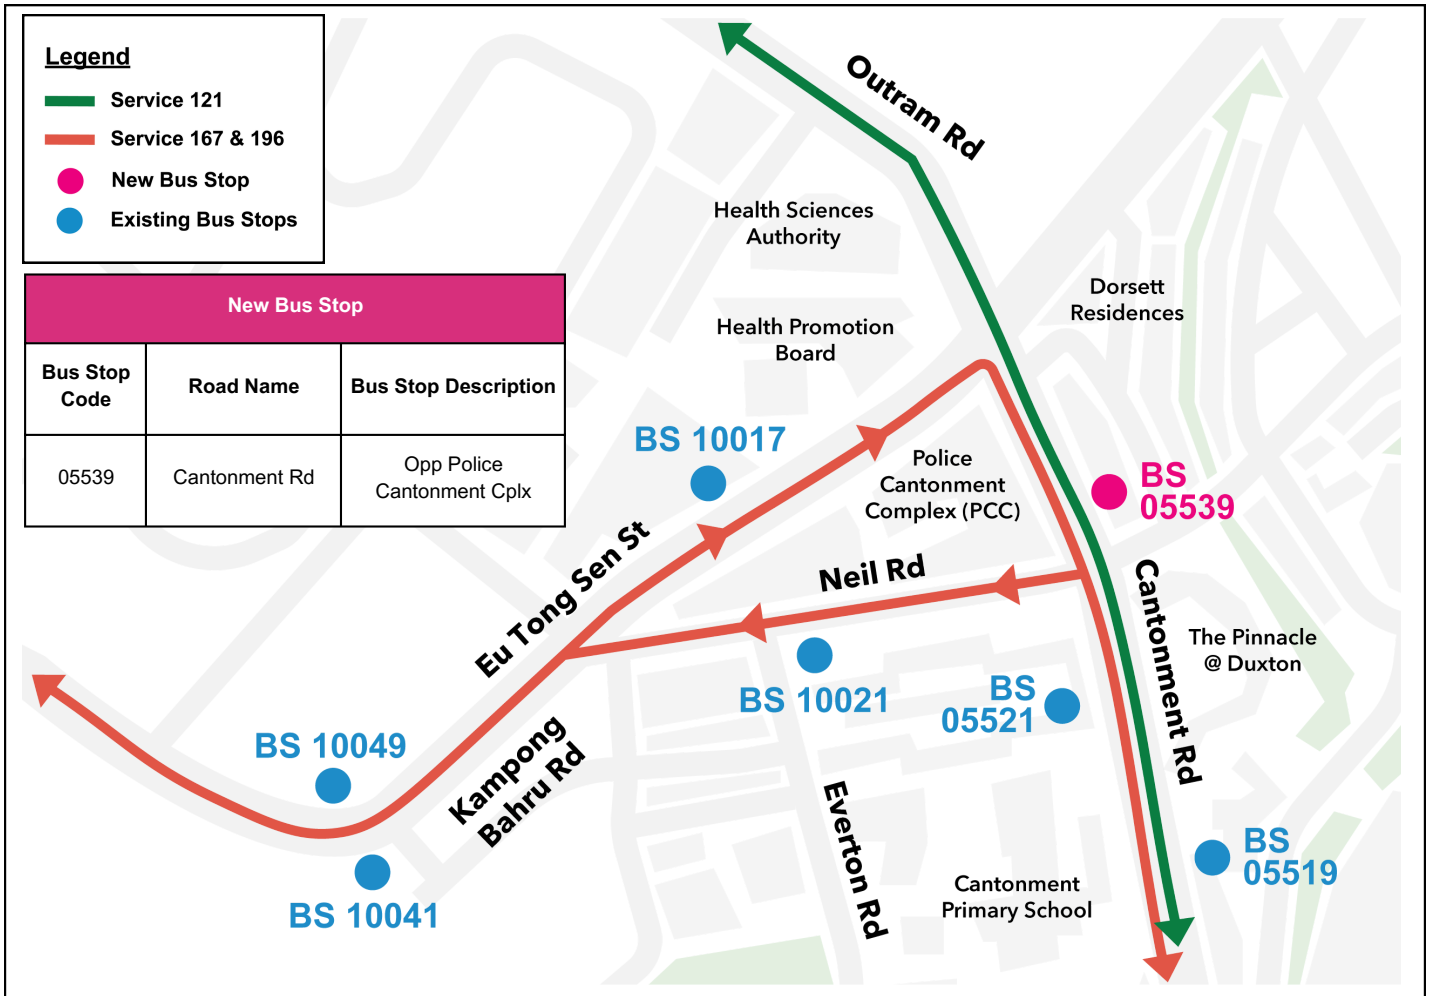 Legend
Service 121
Service 167 & 196
New Bus Stop
Existing Bus Stops
New Bus Stop
Bus Stop
Code
Road Name
Bus Stop Description
05539
Cantonment Rd
Opp Police
Cantonment Cplx
Outram Rd
Health Sciences
Authority
Dorsett
Residences
Health Promotion
Board
BS 10017
Police
Cantonment
Complex (PCC)
BS
05539
Eu Tong Sen St
Neil Rd
Cantonment Rd
The Pinnacle
@ Duxton
BS 10021
BS
05521
BS 10049
Kampong
Bahru Rd
Everton Rd
BS
05519
BS 10041
Cantonment
Primary School